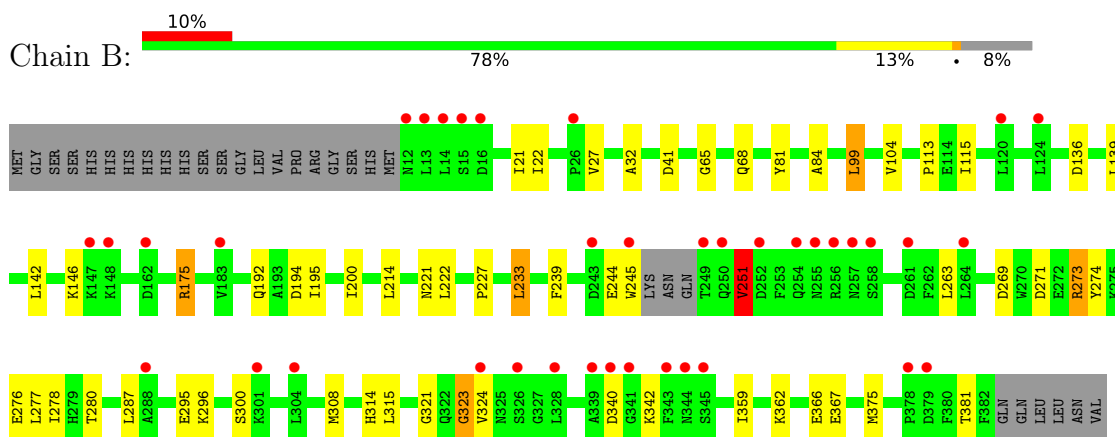 10%
Chain B:
78% 13% • 8%
MET GLY SER SER HIS HIS HIS HIS HIS HIS SER SER GLY LEU VAL PRO ARG GLY SER HIS MET N12 L13 L14 S15 D16 I21 I22 P26 V27 A32 D41 G65 Q68 Y81 A84 L99 V104 P113 E114 I115 L120 L124 D136 L139
L142 K146 K147 K148 D162 R175 V183 Q192 A193 D194 I195 I200 L214 N221 L222 P227 L233 F239 D243 E244 W245 LYS ASN GLN T249 Q250 V251 D252 F253 Q254 N255 R256 N257 S258 D261 F262 L263 L264 D269 W270 D271 E272 R273 Y274 K275
E276 L277 I278 H279 T280 L287 A288 E295 K296 S300 K301 L304 M308 H314 L315 G321 Q322 G323 V324 N325 S326 G327 L328 A339 D340 G341 K342 F343 N344 S345 I359 K362 E366 E367 M375 P378 D379 F380 T381 F382 GLN GLN LEU LEU ASN VAL